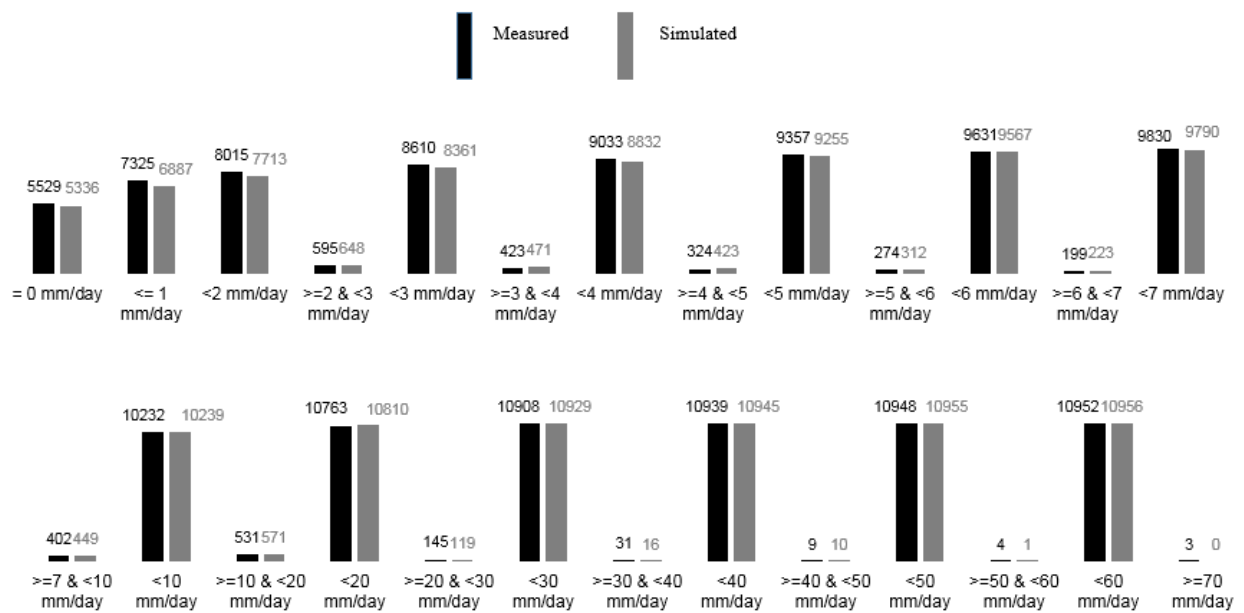 Measured Simulated
5529 5336 7325 6887 8015 7713 595 648 8610 8361 423 471 9033 8832 324 423 9357 9255 274 312 9631 9567 199 223 9830 9790
= 0 mm/day <= 1 <2 mm/day >=2 & <3 <3 mm/day >=3 & <4 <4 mm/day >=4 & <5 <5 mm/day >=5 & <6 <6 mm/day >=6 & <7 <7 mm/day
mm/day mm/day mm/day mm/day mm/day mm/day
402 449 10232 10239 531 571 10763 10810 145 119 10908 10929 31 16 10939 10945 9 10 10948 10955 4 1 10952 10956 3 0
>=7 & <10 <10 >=10 & <20 <20 >=20 & <30 <30 >=30 & <40 <40 >=40 & <50 <50 >=50 & <60 <60 >=70
mm/day mm/day mm/day mm/day mm/day mm/day mm/day mm/day mm/day mm/day mm/day mm/day mm/day